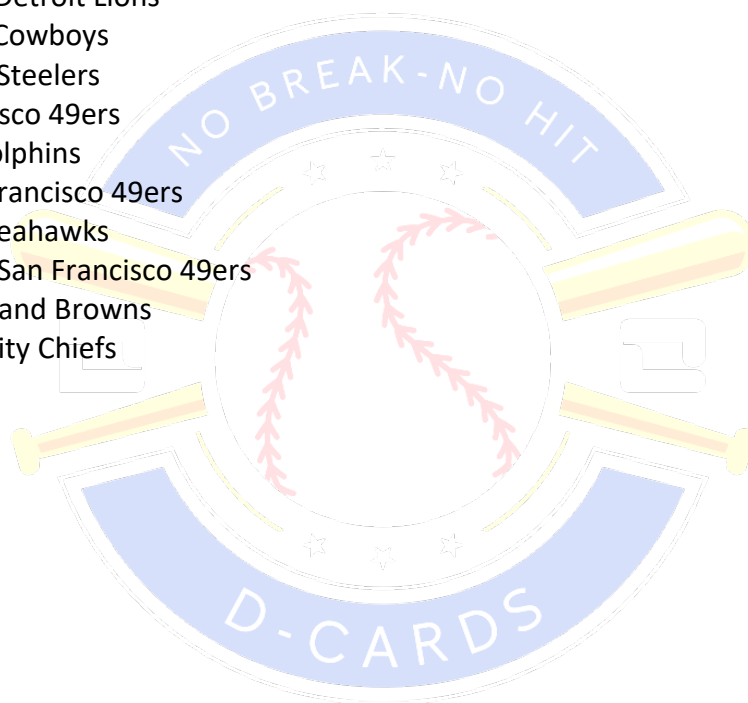 Detroit Lions
Cowboys
Steelers
sco 49ers
olphins
rancisco 49ers
eahawks
San Francisco 49ers
and Browns
ity Chiefs
NO BREAK-NO HIT
D-CARDS